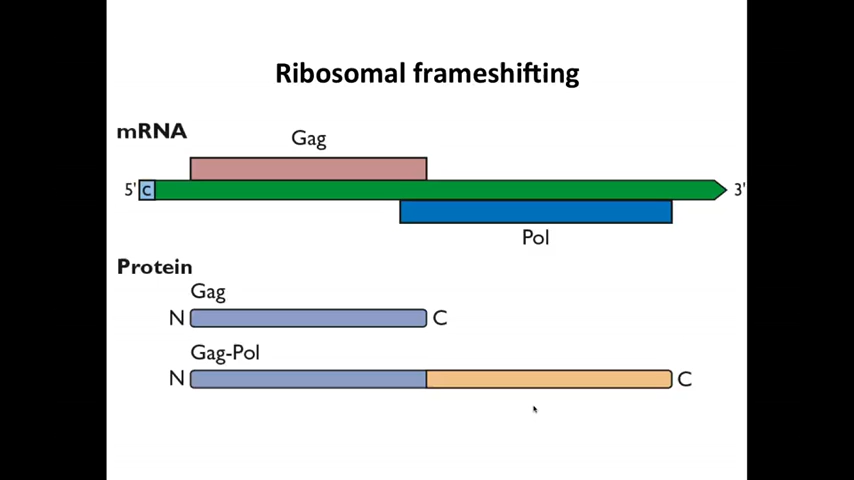 Ribosomal frameshifting
mRNA
Gag
5' C 3'
Pol
Protein
Gag
N C
Gag-Pol
N C